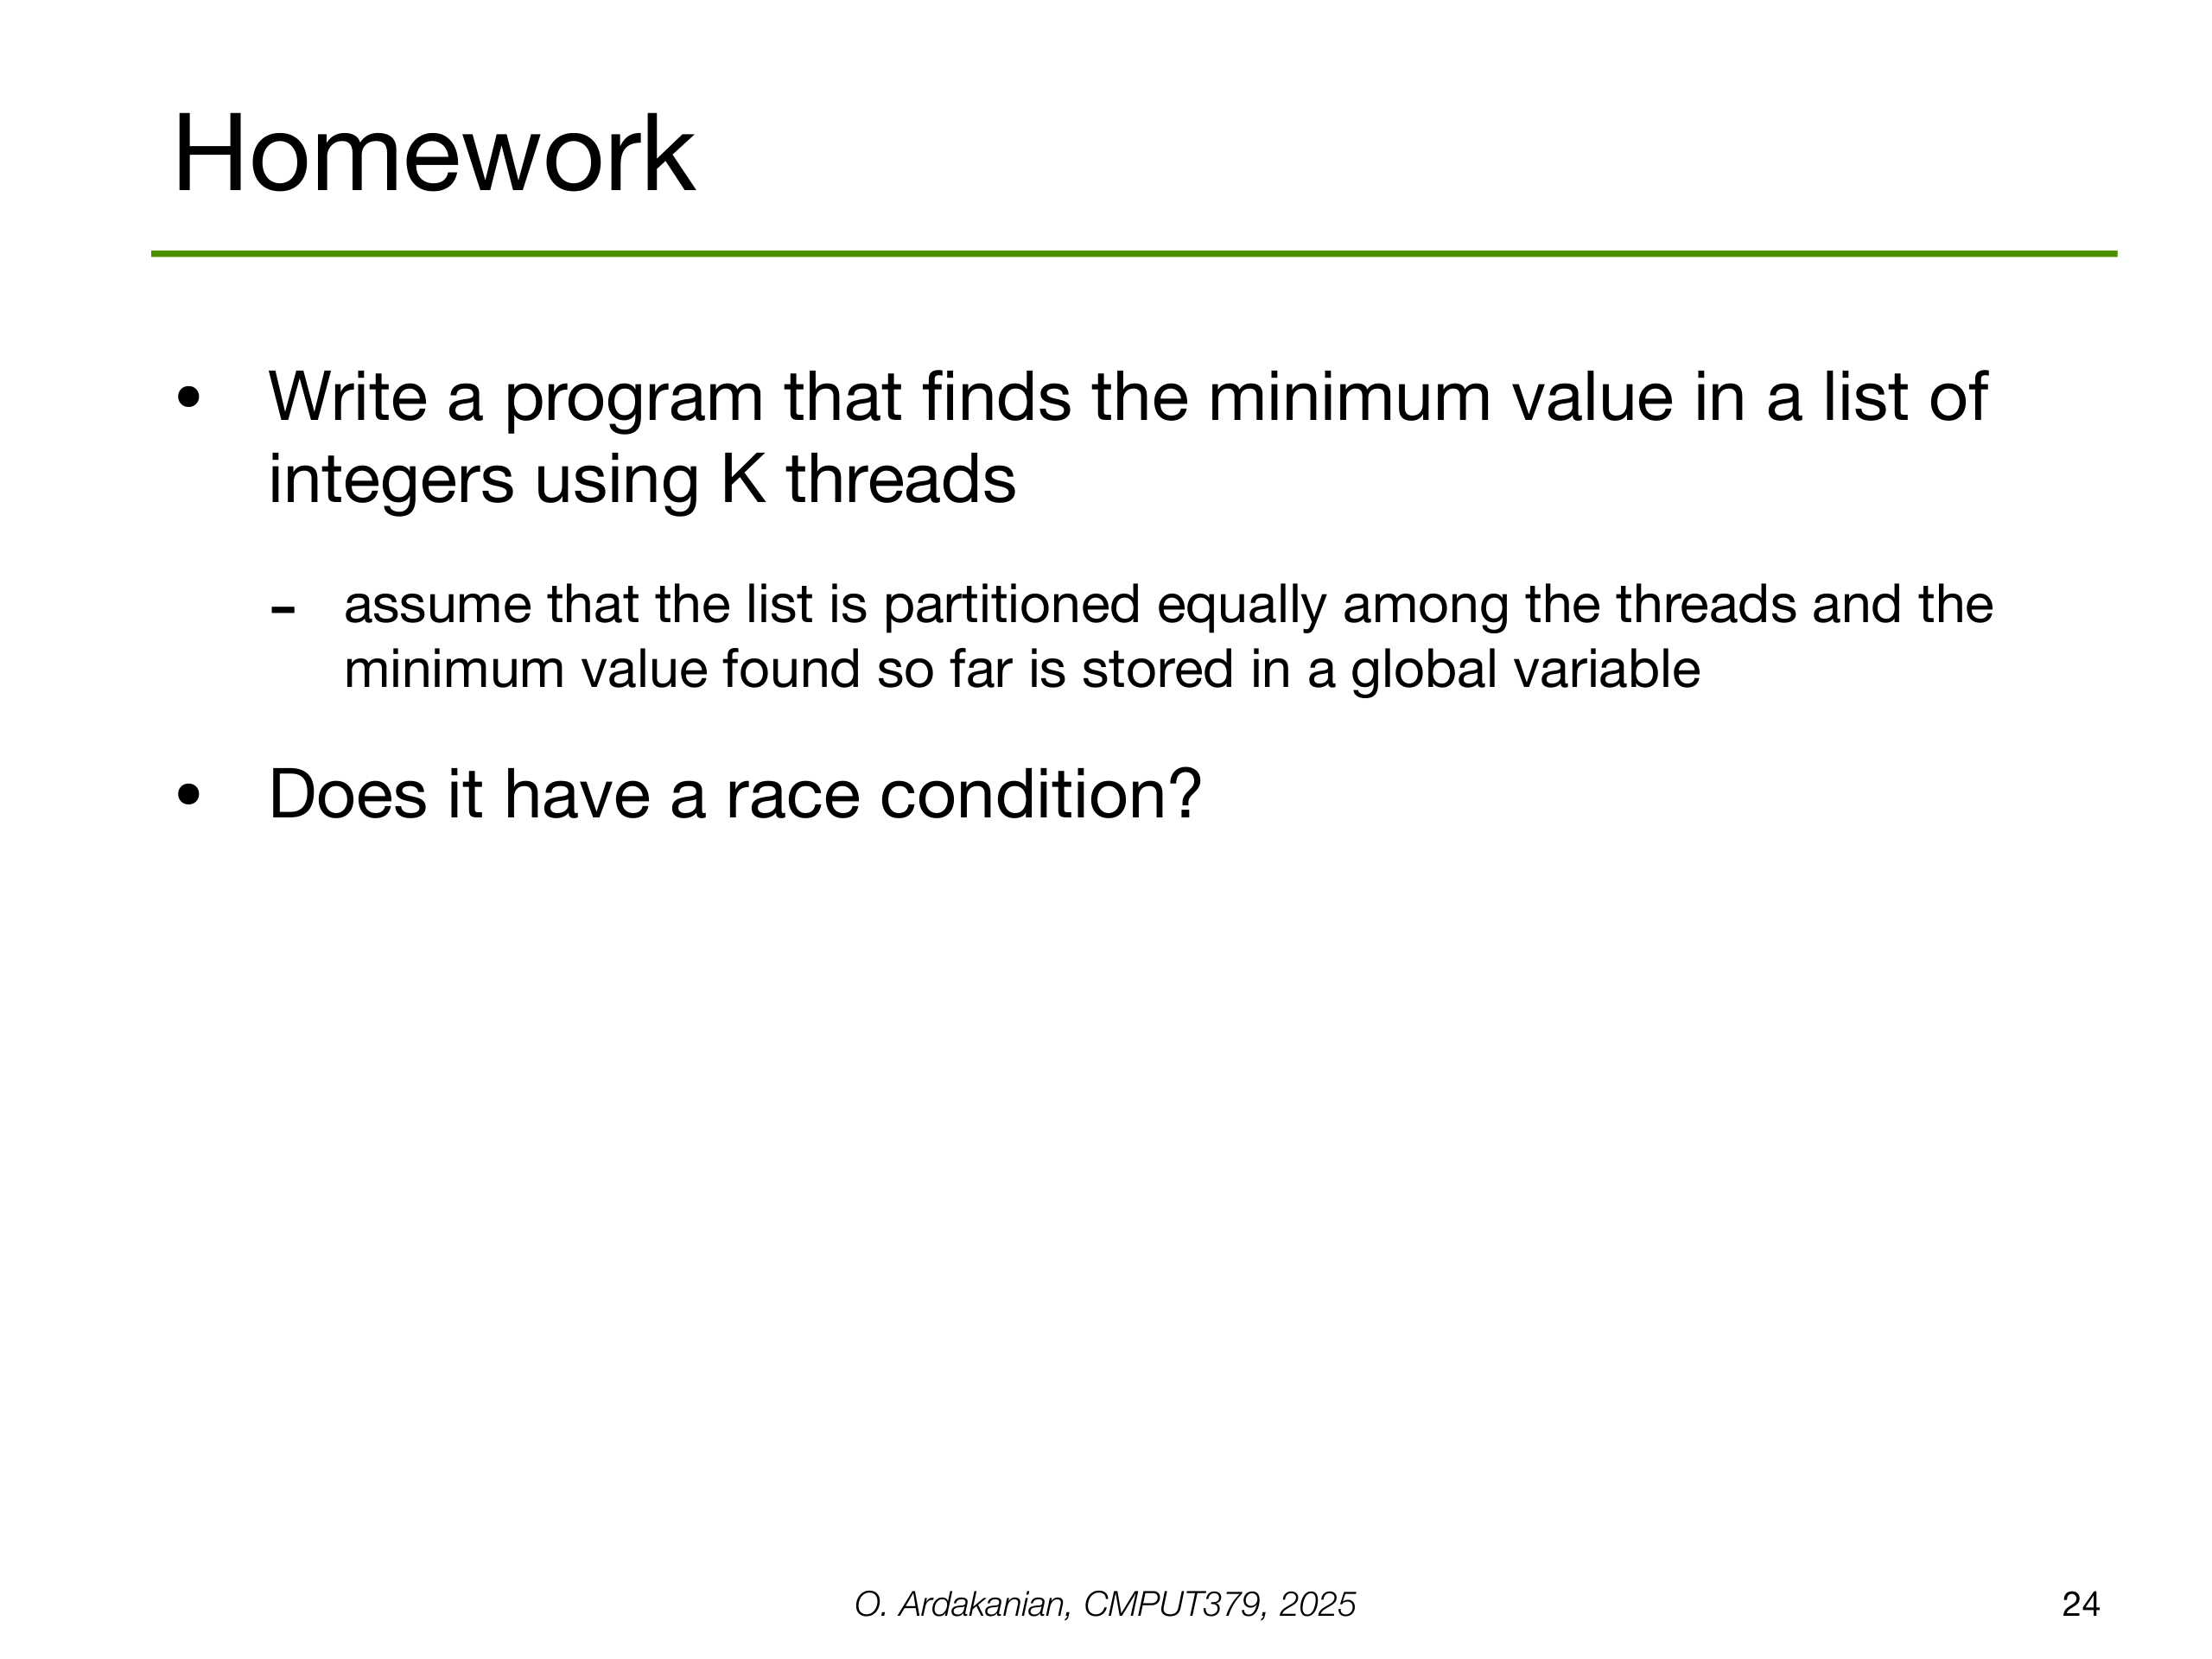 Homework
• Write a program that finds the minimum value in a list of
integers using K threads
- assume that the list is partitioned equally among the threads and the
minimum value found so far is stored in a global variable
• Does it have a race condition?
O. Ardakanian, CMPUT379, 2025
24